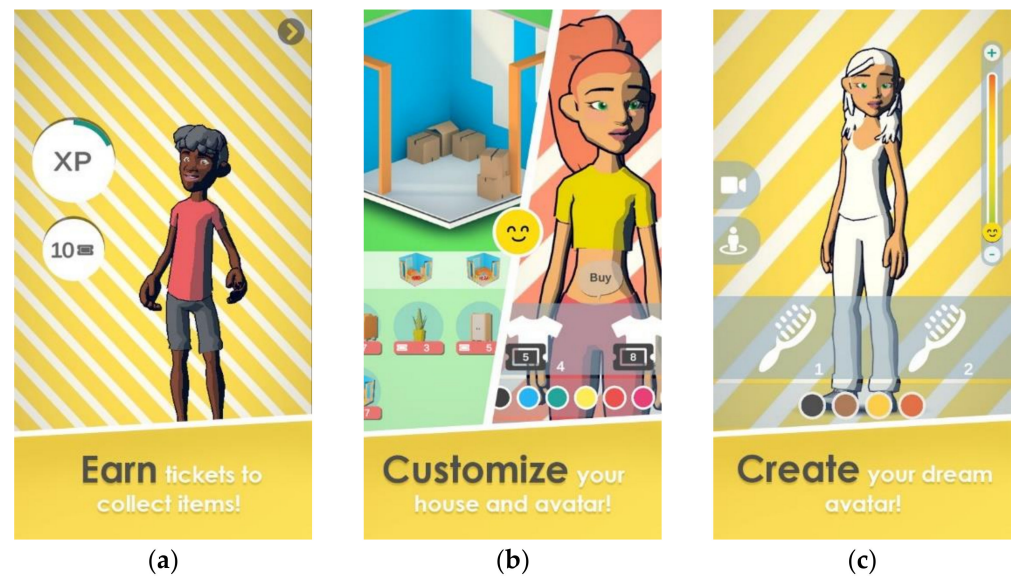 XP
10
Earn tickets to
collect items!
(a)
Buy
7
3
5
5
4
8
7
Customize your
house and avatar!
(b)
+
-
1
2
Create your dream
avatar!
(c)